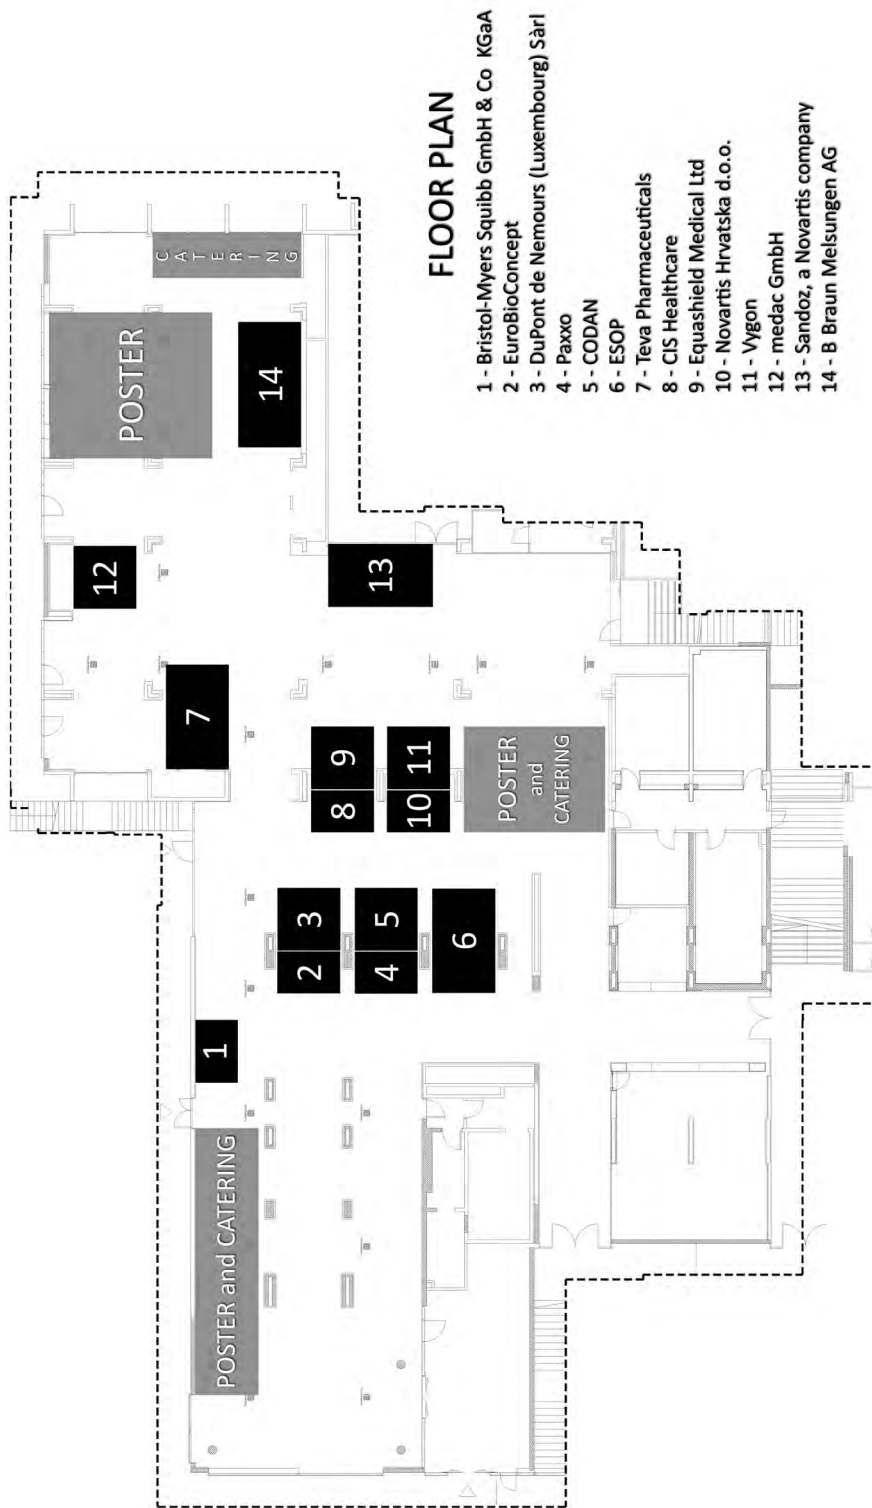 FLOOR PLAN
1 - Bristol-Myers Squibb GmbH & Co  KGaA
2 - EuroBioConcept
3 - DuPont de Nemours (Luxembourg) Sàrl
4 - Paxxo
5 - CODAN
6 - ESOP
7 - Teva Pharmaceuticals
8 - CIS Healthcare
9 - Equashield Medical Ltd
10 - Novartis Hrvatska d.o.o.
11 - Vygon
12 - medac GmbH
13 - Sandoz, a Novartis company
14 - B Braun Melsungen AG
POSTER and CATERING
1
2
3
4
5
6
8
9
10
11
POSTER
and
CATERING
7
12
13
POSTER
14
CATERING